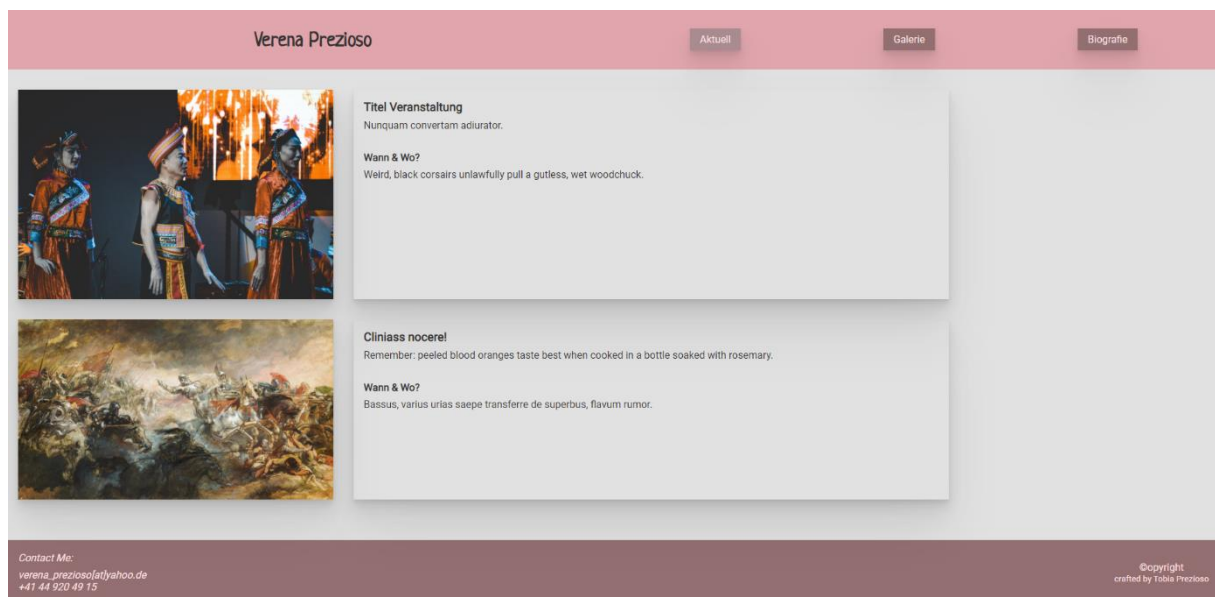 Verena Prezioso
Aktuell
Galerie
Biografie
Titel Veranstaltung
Nunquam convertam adiurator.
Wann & Wo?
Weird, black corsairs unlawfully pull a gutless, wet woodchuck.
Cliniass nocere!
Remember: peeled blood oranges taste best when cooked in a bottle soaked with rosemary.
Wann & Wo?
Bassus, varius urias saepe transferre de superbus, flavum rumor.
Contact Me:
verena_prezioso[at]yahoo.de
+41 44 920 49 15
©opyright
crafted by Tobia Prezioso